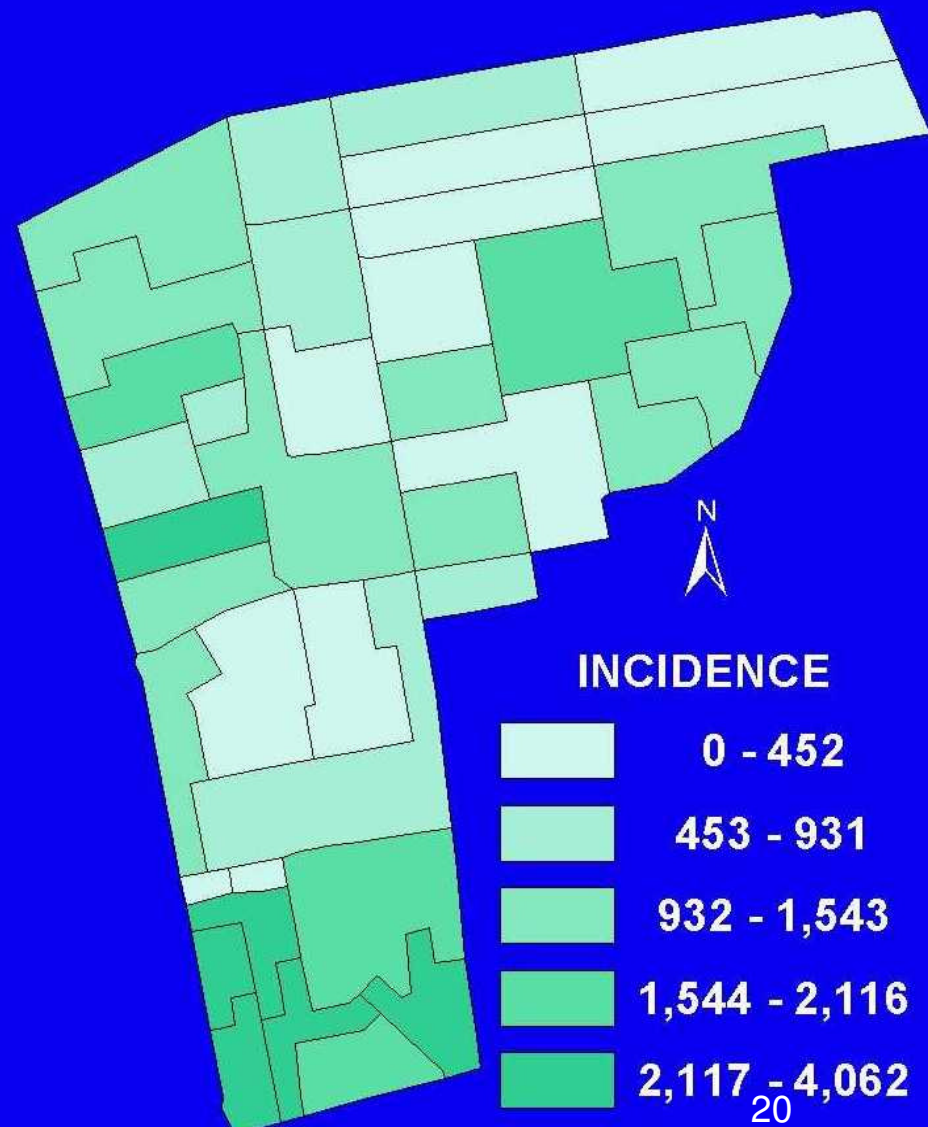 N
INCIDENCE
0 - 452
453 - 931
932 - 1,543
1,544 - 2,116
2,117 - 4,062
20